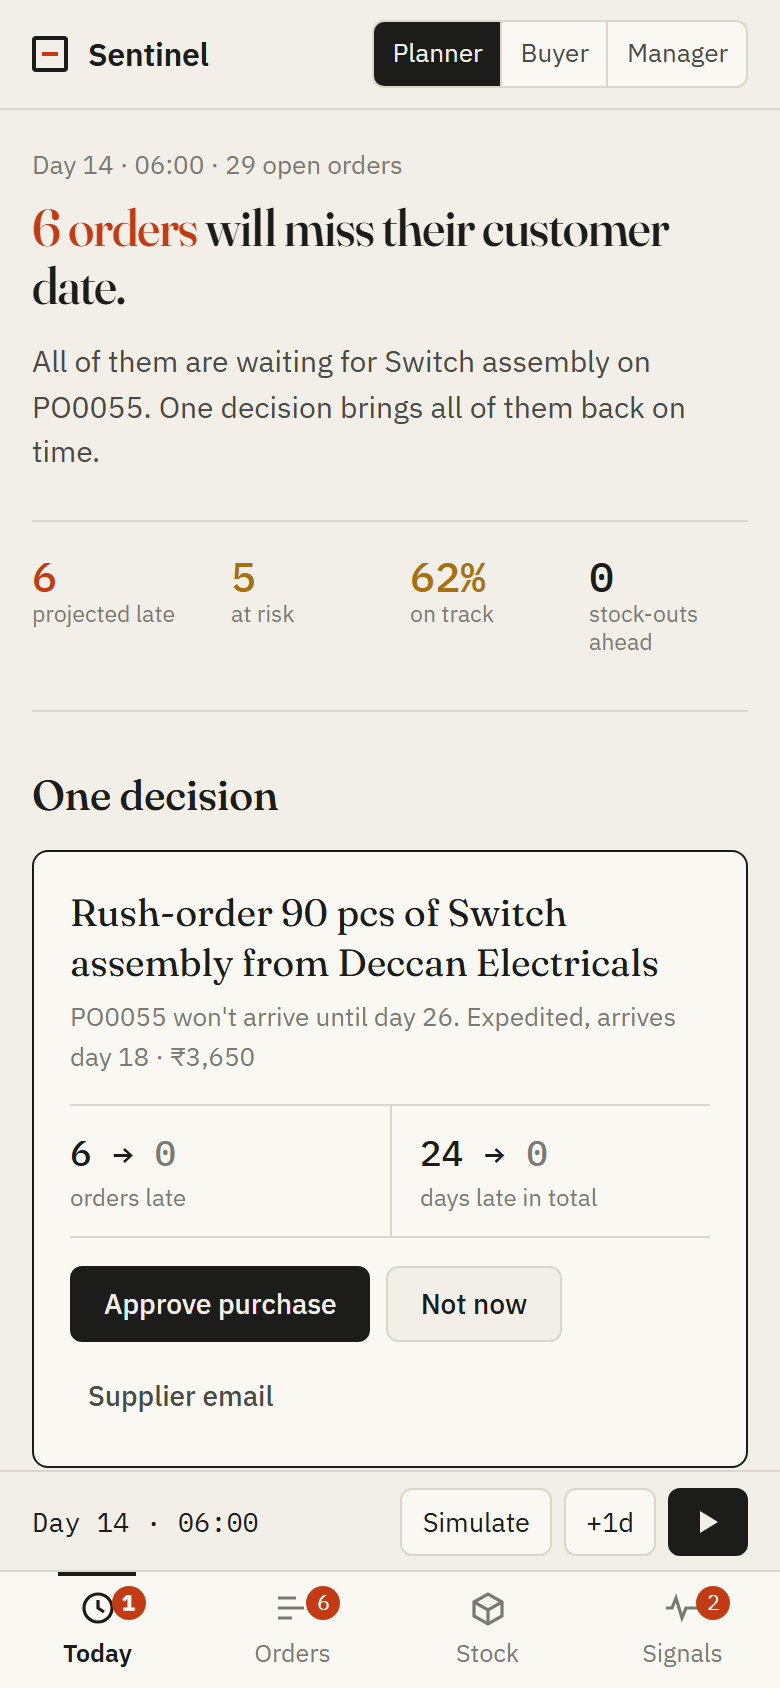 Sentinel
Planner
Buyer
Manager
Day 14 · 06:00 · 29 open orders
6 orders will miss their customer
date.
All of them are waiting for Switch assembly on
PO0055. One decision brings all of them back on
time.
6
projected late
5
at risk
62%
on track
0
stock-outs
ahead
One decision
Rush-order 90 pcs of Switch
assembly from Deccan Electricals
PO0055 won't arrive until day 26. Expedited, arrives
day 18 · ₹3,650
6 → 0
orders late
24 → 0
days late in total
Approve purchase
Not now
Supplier email
Day 14 · 06:00
Simulate
+1d
1
Today
6
Orders
Stock
2
Signals